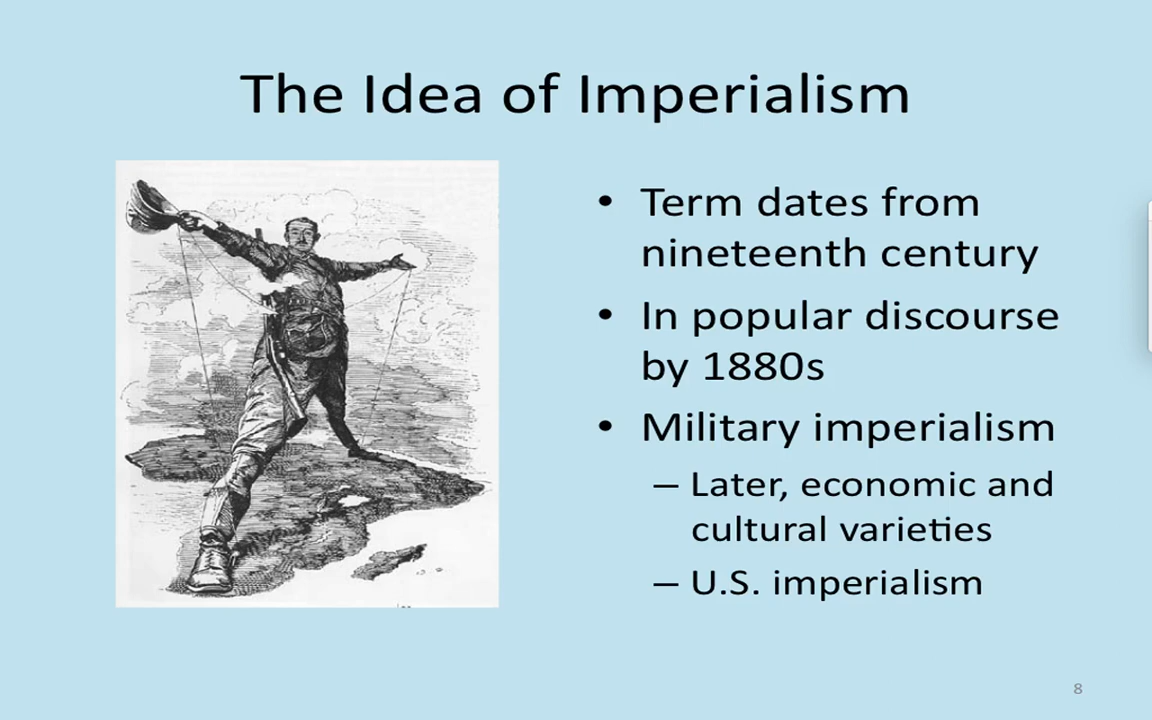 The Idea of Imperialism
• Term dates from
nineteenth century
• In popular discourse
by 1880s
• Military imperialism
– Later, economic and
cultural varieties
– U.S. imperialism
8